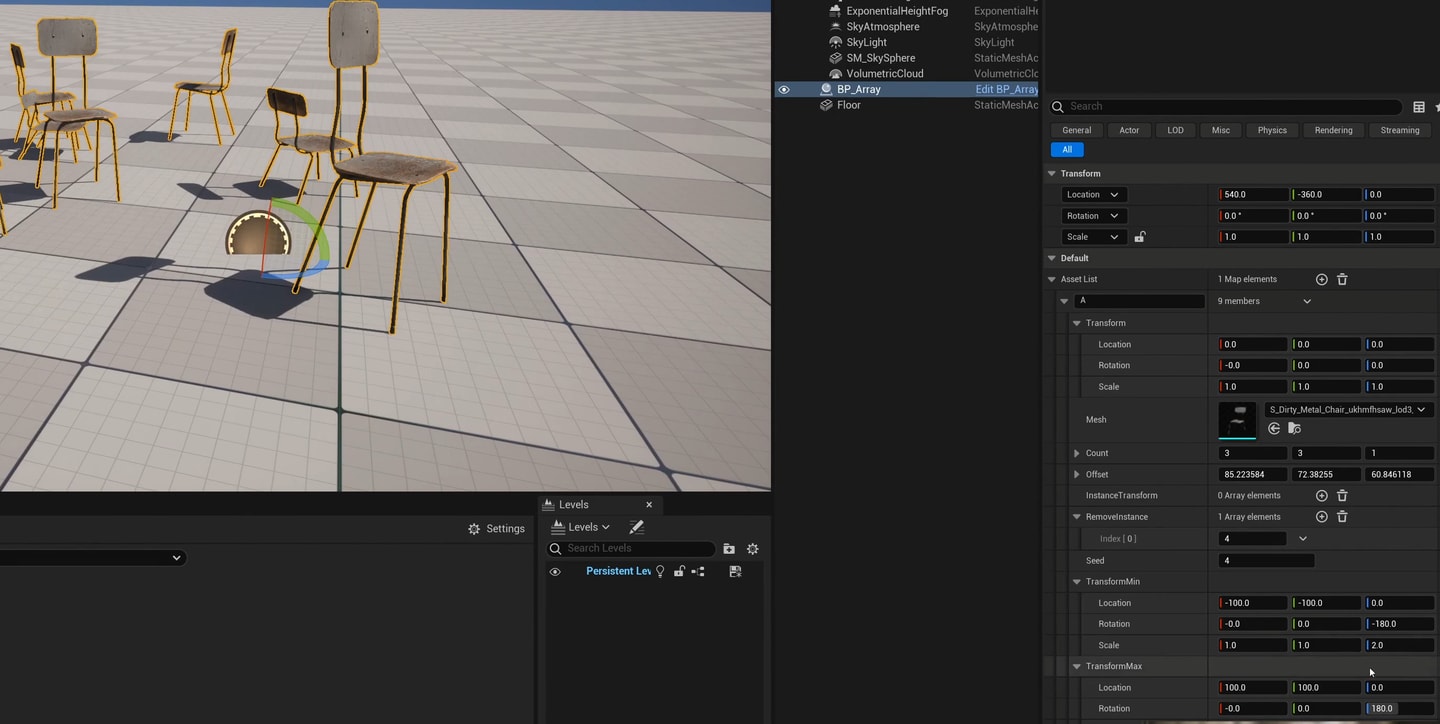 ExponentialHeightFog ExponentialHe
SkyAtmosphere SkyAtmosphe
SkyLight SkyLight
SM_SkySphere StaticMeshAc
VolumetricCloud VolumetricClo
BP_Array Edit BP_Array
Floor StaticMeshAc
Search
General Actor LOD Misc Physics Rendering Streaming
All
Transform
Location 540.0 -360.0 0.0
Rotation 0.0 ° 0.0 ° 0.0 °
Scale 1.0 1.0 1.0
Default
Asset List 1 Map elements
A 9 members
Transform
Location 0.0 0.0 0.0
Rotation -0.0 0.0 0.0
Scale 1.0 1.0 1.0
Mesh S_Dirty_Metal_Chair_ukhmfhsaw_lod3_
Count 3 3 1
Offset 85.223584 72.38255 60.846118
InstanceTransform 0 Array elements
RemoveInstance 1 Array elements
Index [ 0 ] 4
Seed 4
TransformMin
Location -100.0 -100.0 0.0
Rotation -0.0 0.0 -180.0
Scale 1.0 1.0 2.0
TransformMax
Location 100.0 100.0 0.0
Rotation -0.0 0.0 180.0
Settings
Levels
Levels
Search Levels
Persistent Lev